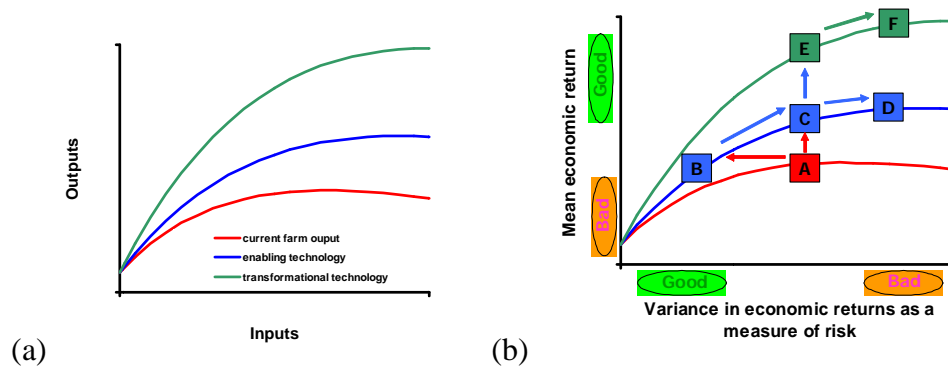 Outputs
current farm ouput
enabling technology
transformational technology
Inputs
(a)
Mean economic return
Good
Bad
F
E
C
D
B
A
Good
Bad
Variance in economic returns as a
measure of risk
(b)